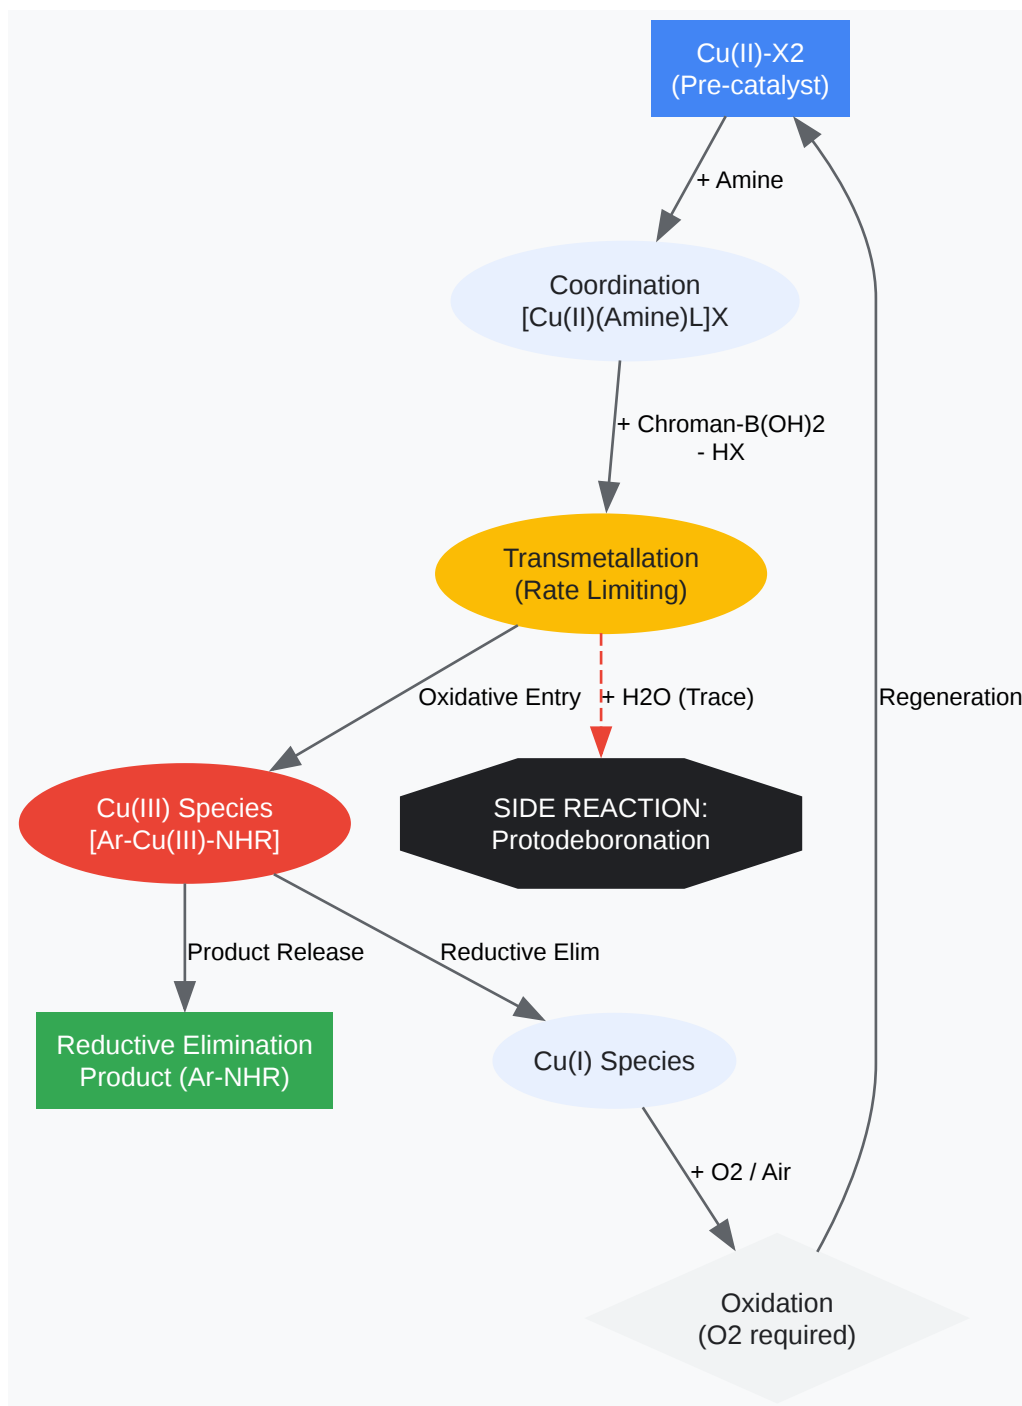 Cu(II)-X2
(Pre-catalyst)
+ Amine
Coordination
[Cu(II)(Amine)L]X
+ Chroman-B(OH)2
- HX
Transmetallation
(Rate Limiting)
Oxidative Entry
+ H2O (Trace)
Regeneration
Cu(III) Species
[Ar-Cu(III)-NHR]
SIDE REACTION:
Protodeboronation
Product Release
Reductive Elim
Reductive Elimination
Product (Ar-NHR)
Cu(I) Species
+ O2 / Air
Oxidation
(O2 required)